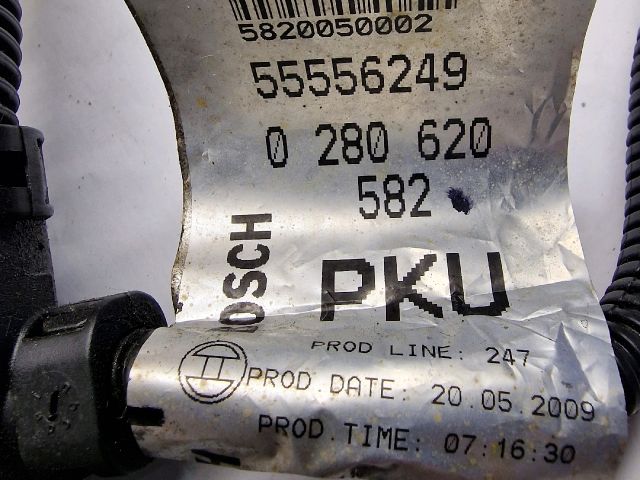 5820050002
55556249
0 280 620
582
BOSCH
PKU
PROD LINE: 247
PROD.DATE: 20.05.2009
PROD.TIME: 07:16:30